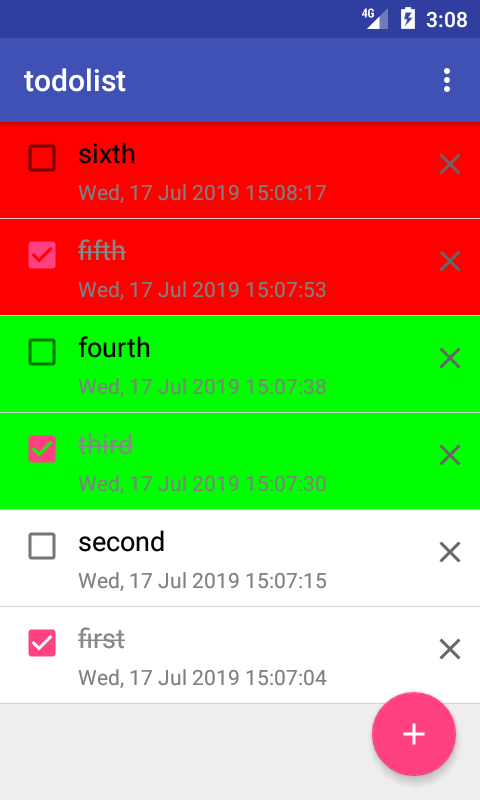 4G 3:08
todolist
sixth
Wed, 17 Jul 2019 15:08:17
fifth
Wed, 17 Jul 2019 15:07:53
fourth
Wed, 17 Jul 2019 15:07:38
third
Wed, 17 Jul 2019 15:07:30
second
Wed, 17 Jul 2019 15:07:15
first
Wed, 17 Jul 2019 15:07:04